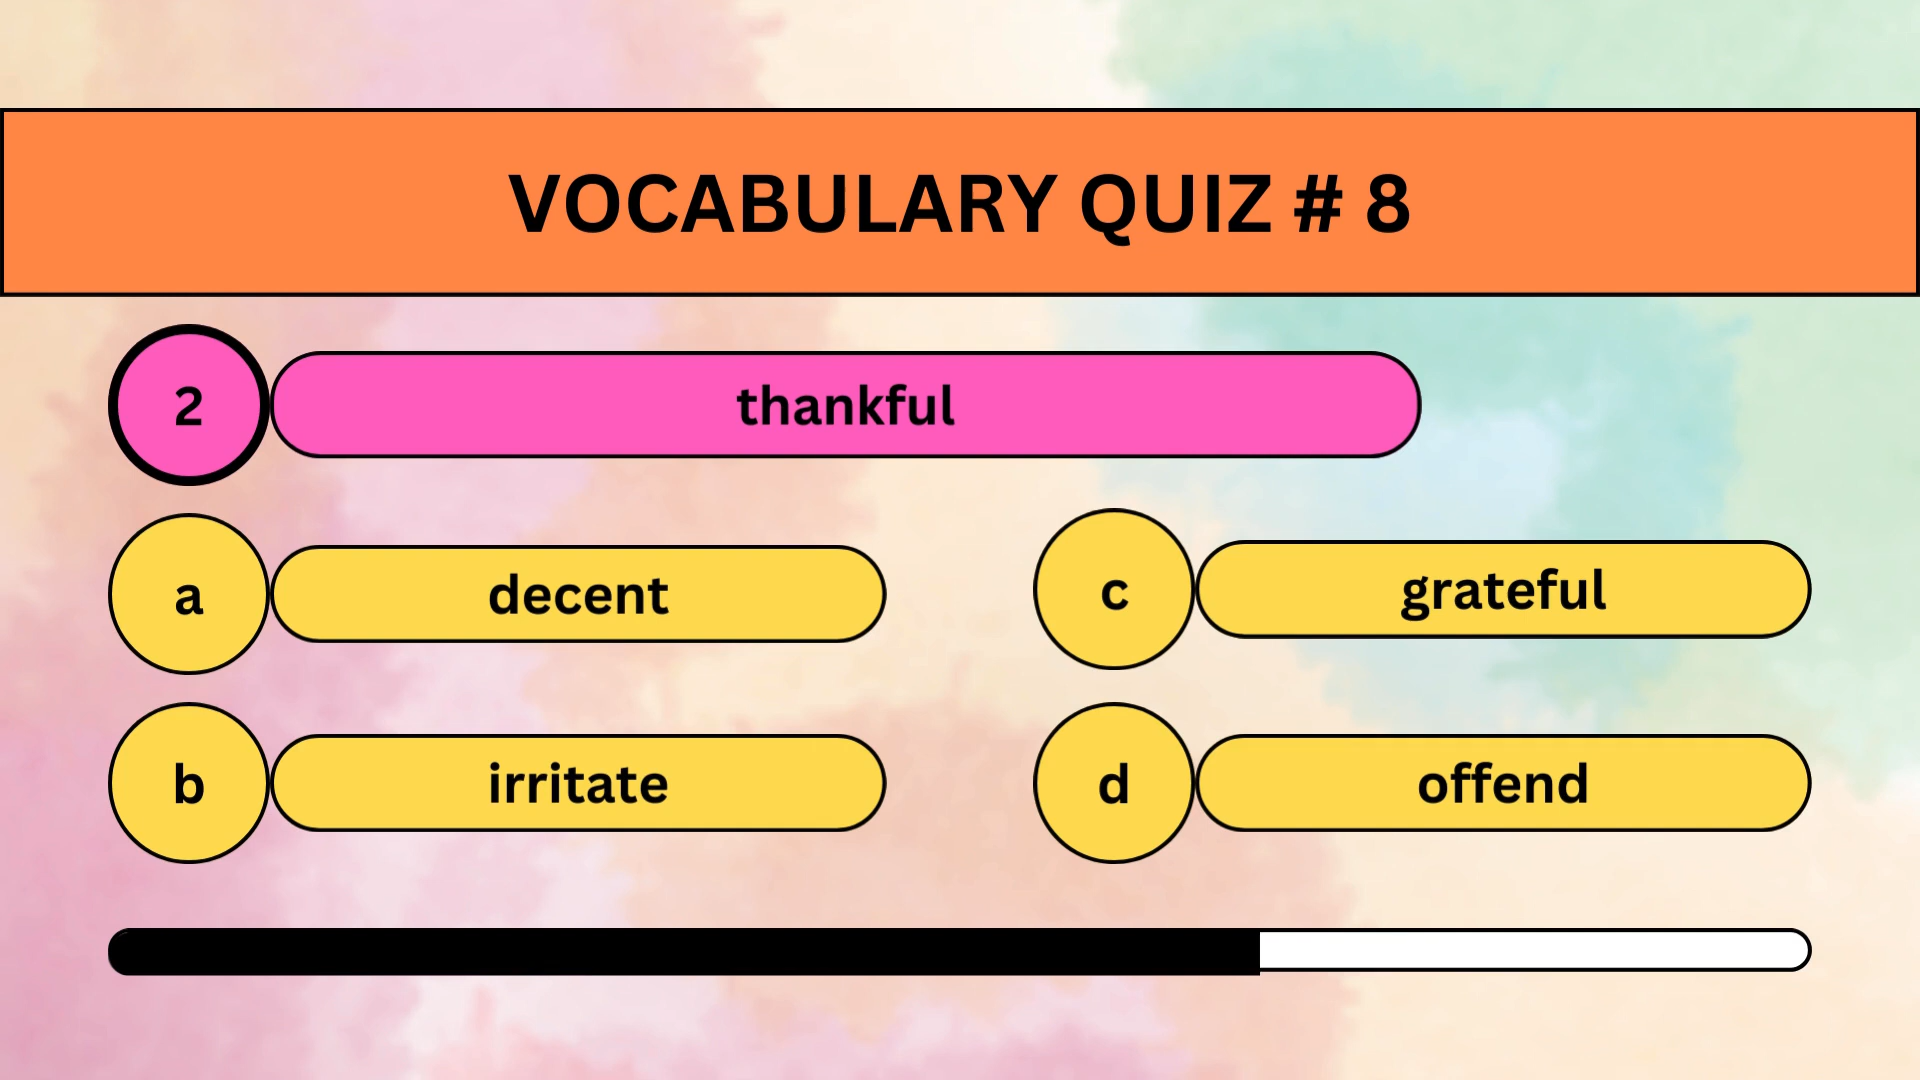 VOCABULARY QUIZ # 8
2 thankful
a decent
b irritate
c grateful
d offend